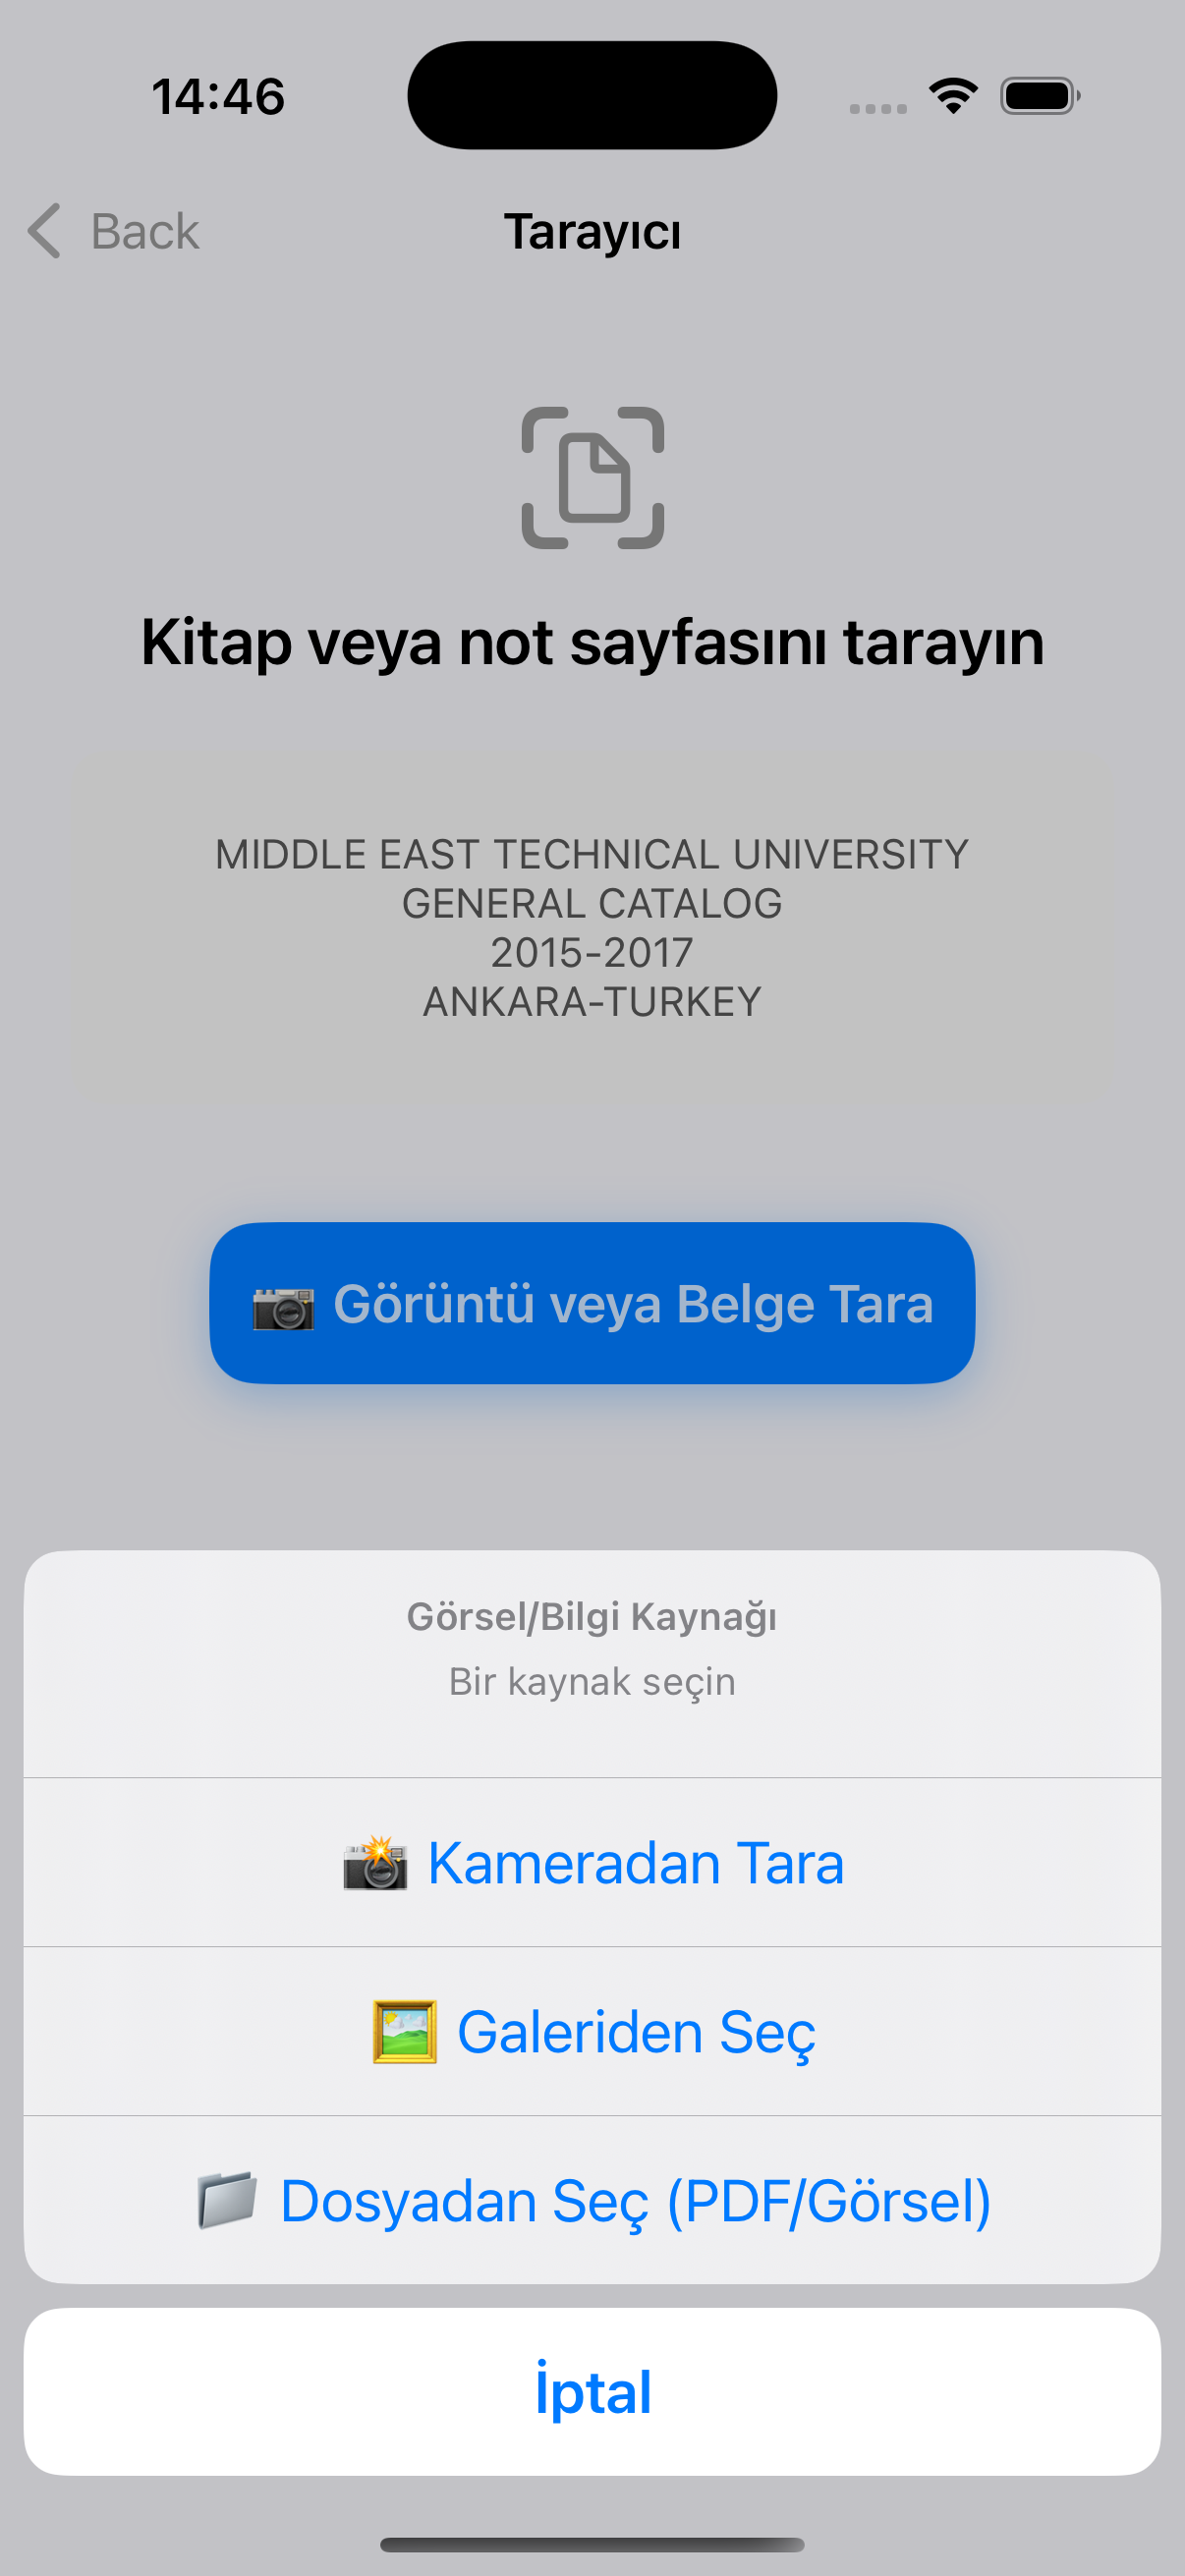 14:46
Back
Tarayıcı
Kitap veya not sayfasını tarayın
MIDDLE EAST TECHNICAL UNIVERSITY
GENERAL CATALOG
2015-2017
ANKARA-TURKEY
Görüntü veya Belge Tara
Görsel/Bilgi Kaynağı
Bir kaynak seçin
Kameradan Tara
Galeriden Seç
Dosyadan Seç (PDF/Görsel)
İptal